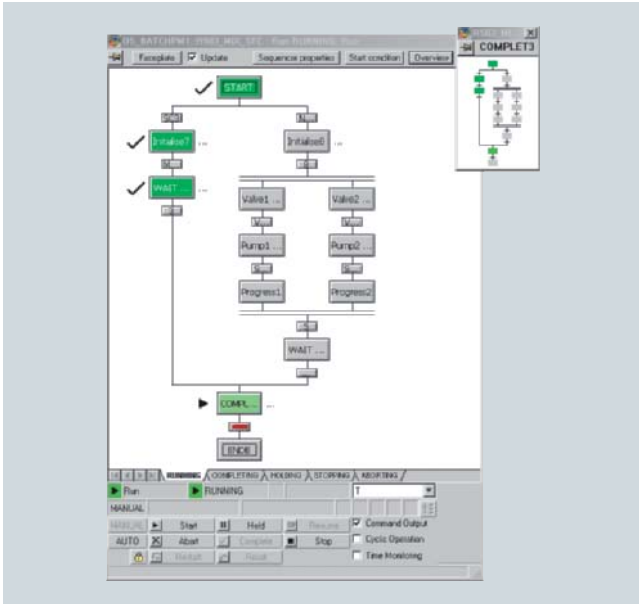 Faceplate Update Sequencer properties Start condition Overview
COMPLET3
START
Initialise7 ...
Initialise8 ...
WAIT ... ...
Valve1 ... Valve2 ...
V... V...
Pump1 ... Pump2 ...
S... S...
Progress1 Progress2
WAIT ...
COMPL... ...
ENDE
RUNNING COMPLETING HOLDING STOPPING ABORTING
Run RUNNING T
MANUAL
MANUAL Start Hold Resume Command Output
AUTO Abort Complete Stop Cyclic Operation
Restart Reset Time Monitoring